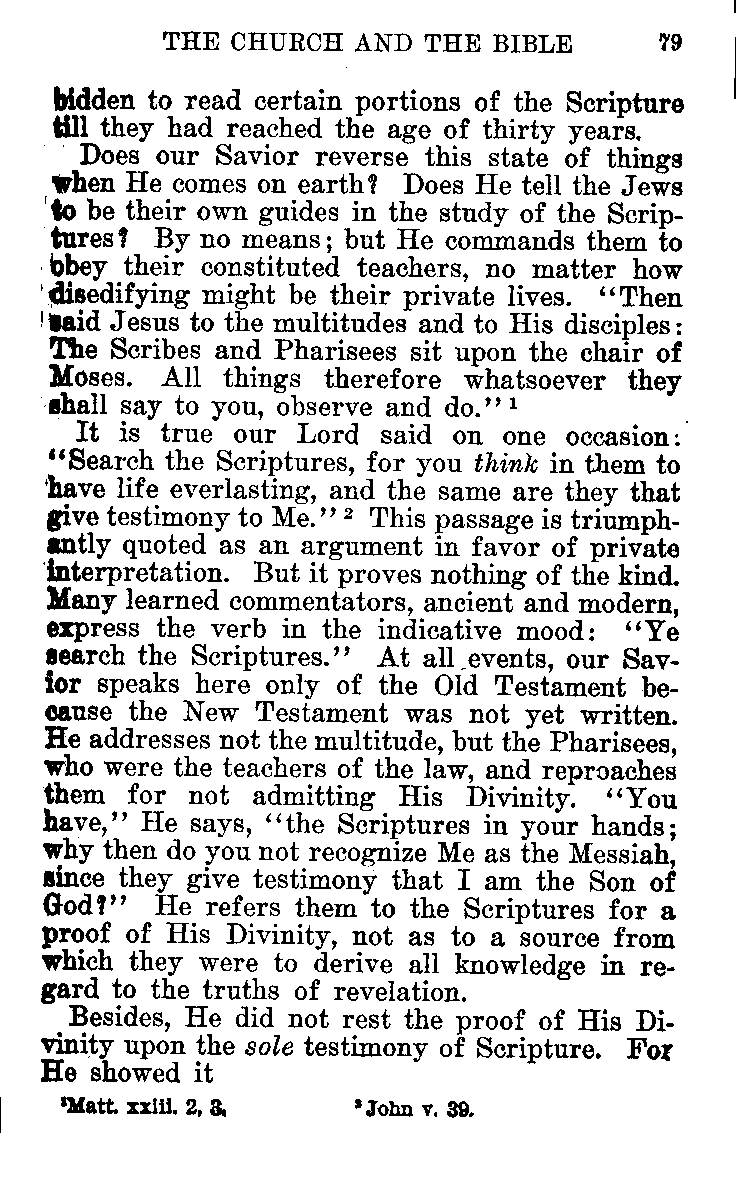 THE CHURCH AND THE BIBLE 79
bidden to read certain portions of the Scripture
till they had reached the age of thirty years.
Does our Savior reverse this state of things
when He comes on earth? Does He tell the Jews
to be their own guides in the study of the Scrip-
tures? By no means; but He commands them to
obey their constituted teachers, no matter how
disedifying might be their private lives. “Then
said Jesus to the multitudes and to His disciples:
The Scribes and Pharisees sit upon the chair of
Moses. All things therefore whatsoever they
shall say to you, observe and do.” ¹
It is true our Lord said on one occasion:
“Search the Scriptures, for you think in them to
have life everlasting, and the same are they that
give testimony to Me.” ² This passage is triumph-
antly quoted as an argument in favor of private
interpretation. But it proves nothing of the kind.
Many learned commentators, ancient and modern,
express the verb in the indicative mood: “Ye
search the Scriptures.” At all events, our Sav-
ior speaks here only of the Old Testament be-
cause the New Testament was not yet written.
He addresses not the multitude, but the Pharisees,
who were the teachers of the law, and reproaches
them for not admitting His Divinity. “You
have,” He says, “the Scriptures in your hands;
why then do you not recognize Me as the Messiah,
since they give testimony that I am the Son of
God?” He refers them to the Scriptures for a
proof of His Divinity, not as to a source from
which they were to derive all knowledge in re-
gard to the truths of revelation.
Besides, He did not rest the proof of His Di-
vinity upon the sole testimony of Scripture. For
He showed it
¹Matt. xxiii. 2, 3. ²John v. 39.